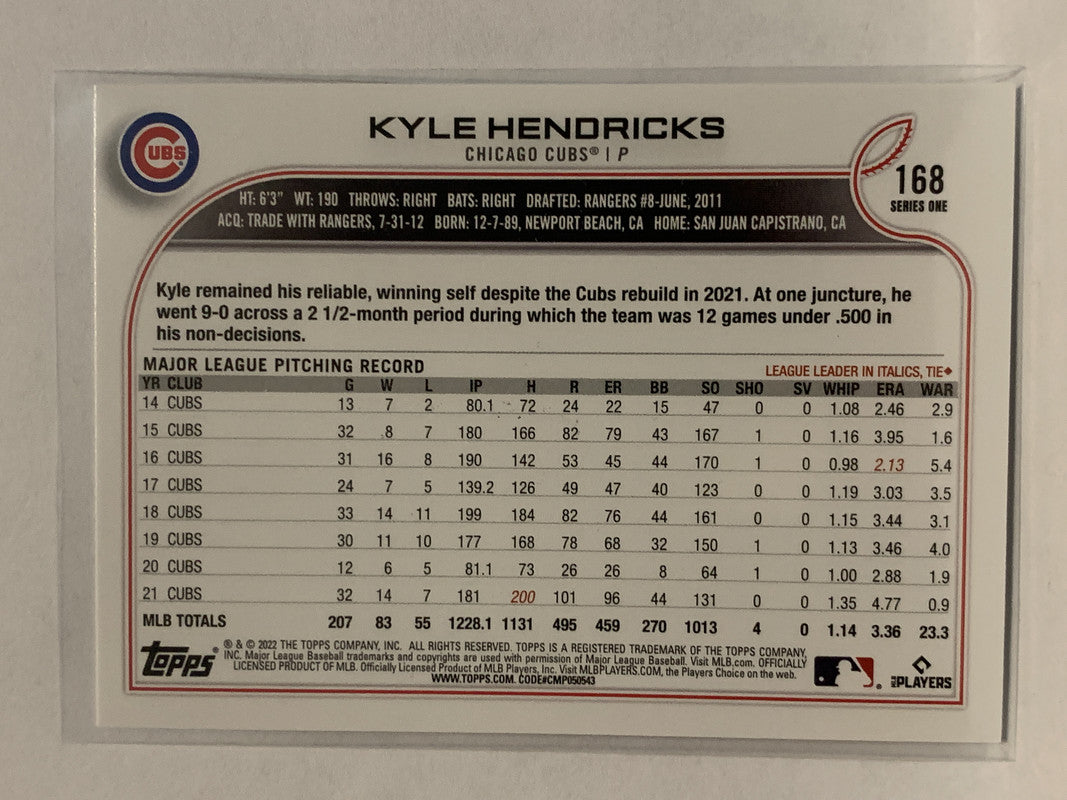 CUBS
KYLE HENDRICKS
CHICAGO CUBS® | P
168
SERIES ONE
HT: 6'3" WT: 190 THROWS: RIGHT BATS: RIGHT DRAFTED: RANGERS #8-JUNE, 2011
ACQ: TRADE WITH RANGERS, 7-31-12 BORN: 12-7-89, NEWPORT BEACH, CA HOME: SAN JUAN CAPISTRANO, CA
Kyle remained his reliable, winning self despite the Cubs rebuild in 2021. At one juncture, he
went 9-0 across a 2 1/2-month period during which the team was 12 games under .500 in
his non-decisions.
MAJOR LEAGUE PITCHING RECORD
LEAGUE LEADER IN ITALICS, TIE◆
YR CLUB G W L IP H R ER BB SO SHO SV WHIP ERA WAR
14 CUBS 13 7 2 80.1 72 24 22 15 47 0 0 1.08 2.46 2.9
15 CUBS 32 8 7 180 166 82 79 43 167 1 0 1.16 3.95 1.6
16 CUBS 31 16 8 190 142 53 45 44 170 1 0 0.98 2.13 5.4
17 CUBS 24 7 5 139.2 126 49 47 40 123 0 0 1.19 3.03 3.5
18 CUBS 33 14 11 199 184 82 76 44 161 0 0 1.15 3.44 3.1
19 CUBS 30 11 10 177 168 78 68 32 150 1 0 1.13 3.46 4.0
20 CUBS 12 6 5 81.1 73 26 26 8 64 1 0 1.00 2.88 1.9
21 CUBS 32 14 7 181 200 101 96 44 131 0 0 1.35 4.77 0.9
MLB TOTALS 207 83 55 1228.1 1131 495 459 270 1013 4 0 1.14 3.36 23.3
Topps®
® & © 2022 THE TOPPS COMPANY, INC. ALL RIGHTS RESERVED. TOPPS IS A REGISTERED TRADEMARK OF THE TOPPS COMPANY,
INC. Major League Baseball trademarks and copyrights are used with permission of Major League Baseball. Visit MLB.com. OFFICIALLY
LICENSED PRODUCT OF MLB. Officially Licensed Product of MLB Players, Inc. Visit MLBPLAYERS.COM, the Players Choice on the web.
WWW.TOPPS.COM. CODE#CMP050543
MLB PLAYERS